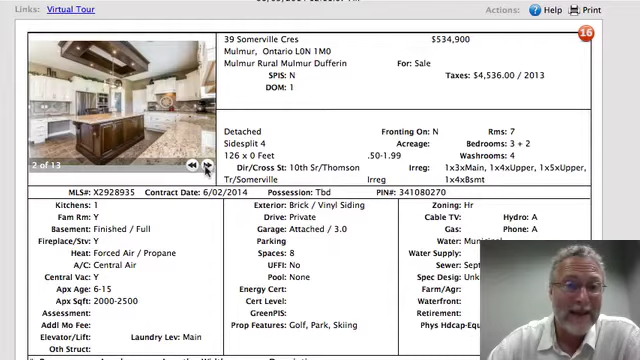 Links: Virtual Tour
Actions: Help Print
16
39 Somerville Cres $534,900
Mulmur, Ontario L0N 1M0
Mulmur Rural Mulmur Dufferin For: Sale
SPIS: N Taxes: $4,536.00 / 2013
DOM: 1
Detached Fronting On: N Rms: 7
Sidesplit 4 Acreage: Bedrooms: 3 + 2
126 x 0 Feet .50-1.99 Washrooms: 4
Dir/Cross St: 10th Sr/Thomson Irreg: 1x3xMain, 1x4xUpper, 1x5xUpper,
Tr/Somerville Irreg 1x4xBsmt
2 of 13
MLS#: X2928935 Contract Date: 6/02/2014 Possession: Tbd PIN#: 341080270
Kitchens: 1 Exterior: Brick / Vinyl Siding Zoning: Hr
Fam Rm: Y Drive: Private Cable TV: Hydro: A
Basement: Finished / Full Garage: Attached / 3.0 Gas: Phone: A
Fireplace/Stv: Y Parking Water:
Heat: Forced Air / Propane Spaces: 8 Water Supply:
A/C: Central Air UFFI: No Sewer:
Central Vac: Y Pool: None Spec Desig:
Apx Age: 6-15 Energy Cert: Farm/Agr:
Apx Sqft: 2000-2500 Cert Level: Waterfront:
Assessment: GreenPIS: Retirement:
Addl Mo Fee: Prop Features: Golf, Park, Skiing Phys Hdcap-
Elevator/Lift: Laundry Lev: Main
Oth Struct: